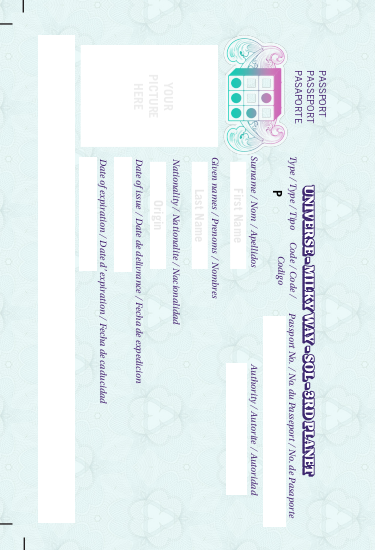 PASSPORT
PASSEPORT
PASAPORTE
UNIVERSE - MILKY WAY - SOL - 3RD PLANET
Type / Type / Tipo
Code / Code / Codigo
Passport No. / No. du Passeport / No. de Pasaporte
P
Surname / Nom / Apellidos
Authority / Autorite / Autoridad
First Name
Given names / Prenoms / Nombres
Last Name
Nationality / Nationalite / Nacionalidad
Origin
Date of issue / Date de delivrance / Fecha de expedicion
Date of expiration / Date d' expiration / Fecha de caducidad
YOUR
PICTURE
HERE